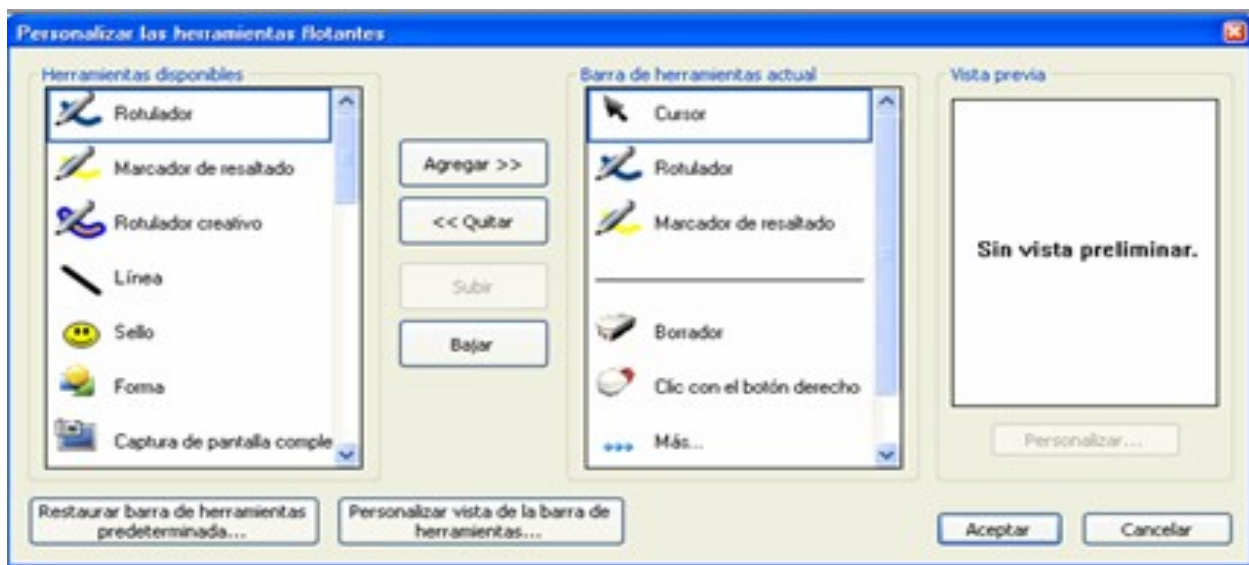 Personalizar las herramientas flotantes
Herramientas disponibles
Rotulador
Marcador de resaltado
Rotulador creativo
Línea
Sello
Forma
Captura de pantalla comple
Agregar >>
<< Quitar
Subir
Bajar
Barra de herramientas actual
Cursor
Rotulador
Marcador de resaltado
Borrador
Clic con el botón derecho
Más...
Vista previa
Sin vista preliminar.
Personalizar...
Restaurar barra de herramientas
predeterminada...
Personalizar vista de la barra de
herramientas...
Aceptar
Cancelar